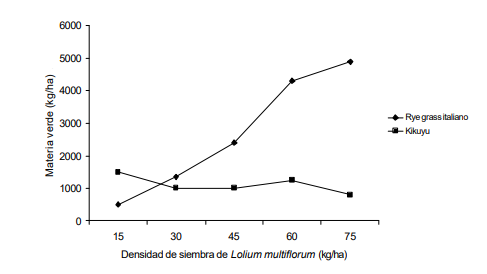 6000
5000
4000
3000
2000
1000
0
Materia verde (kg/ha)
15 30 45 60 75
Densidad de siembra de Lolium multiflorum (kg/ha)
Rye grass italiano
Kikuyu